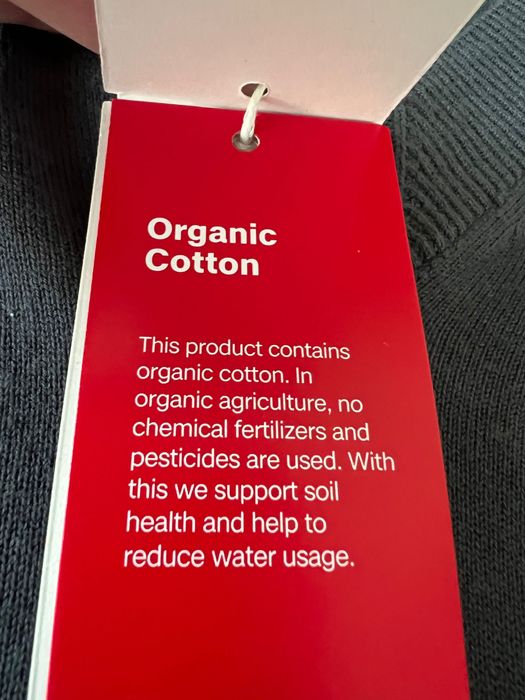 Organic
Cotton
This product contains
organic cotton. In
organic agriculture, no
chemical fertilizers and
pesticides are used. With
this we support soil
health and help to
reduce water usage.